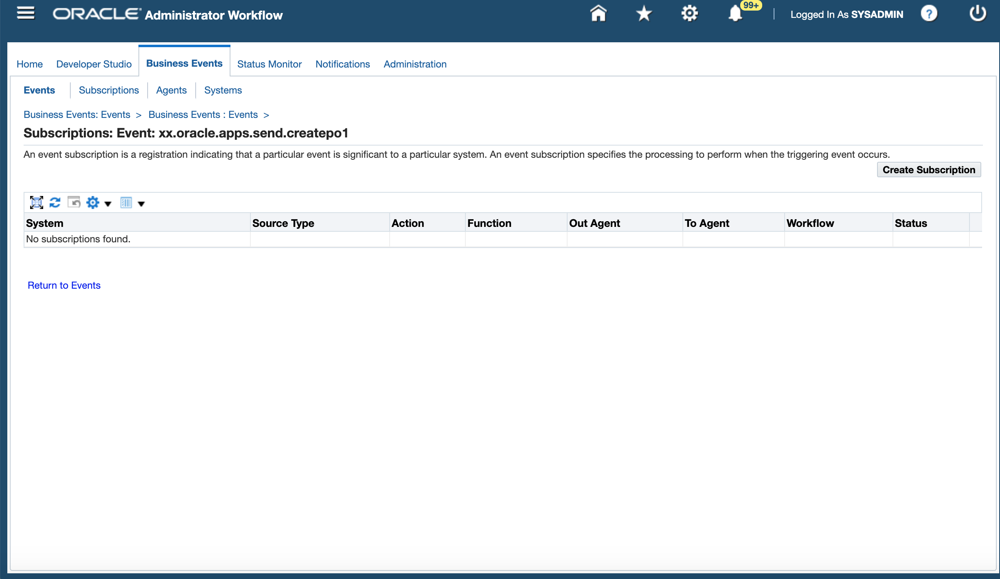 ORACLE Administrator Workflow
99+
Logged In As SYSADMIN
?
Home Developer Studio Business Events Status Monitor Notifications Administration
Events Subscriptions Agents Systems
Business Events: Events > Business Events : Events >
Subscriptions: Event: xx.oracle.apps.send.createpo1
An event subscription is a registration indicating that a particular event is significant to a particular system. An event subscription specifies the processing to perform when the triggering event occurs.
Create Subscription
System Source Type Action Function Out Agent To Agent Workflow Status
No subscriptions found.
Return to Events